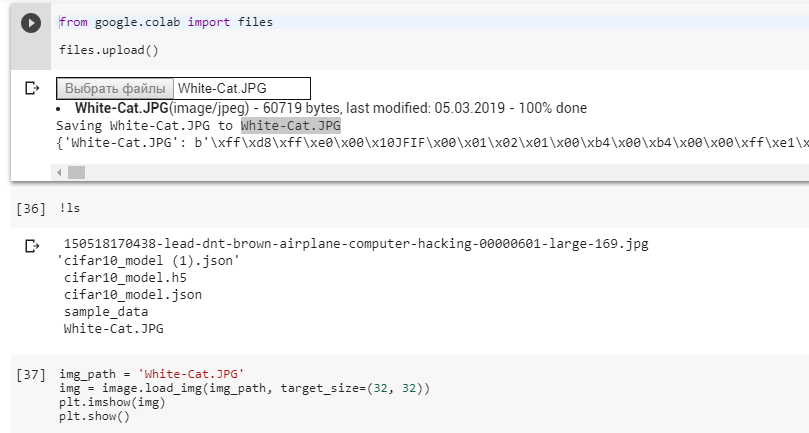 from google.colab import files
files.upload()
Выбрать файлы White-Cat.JPG
• White-Cat.JPG(image/jpeg) - 60719 bytes, last modified: 05.03.2019 - 100% done
Saving White-Cat.JPG to White-Cat.JPG
{'White-Cat.JPG': b'\xff\xd8\xff\xe0\x00\x10JFIF\x00\x01\x02\x01\x00\xb4\x00\xb4\x00\x00\xff\xe1\x
[36] !ls
150518170438-lead-dnt-brown-airplane-computer-hacking-00000601-large-169.jpg
'cifar10_model (1).json'
cifar10_model.h5
cifar10_model.json
sample_data
White-Cat.JPG
[37] img_path = 'White-Cat.JPG'
img = image.load_img(img_path, target_size=(32, 32))
plt.imshow(img)
plt.show()